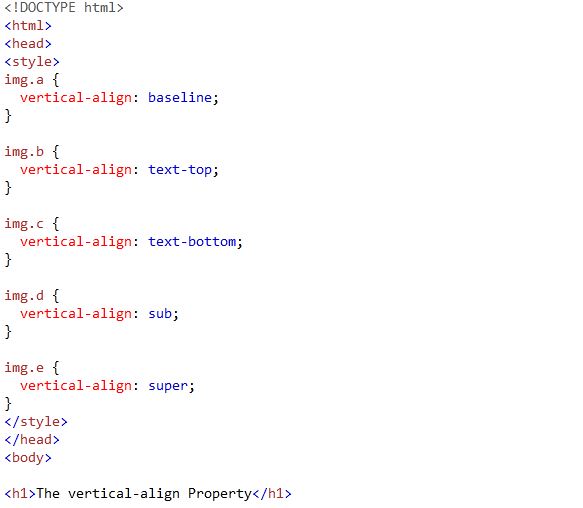 <!DOCTYPE html>
<html>
<head>
<style>
img.a {
  vertical-align: baseline;
}

img.b {
  vertical-align: text-top;
}

img.c {
  vertical-align: text-bottom;
}

img.d {
  vertical-align: sub;
}

img.e {
  vertical-align: super;
}
</style>
</head>
<body>

<h1>The vertical-align Property</h1>